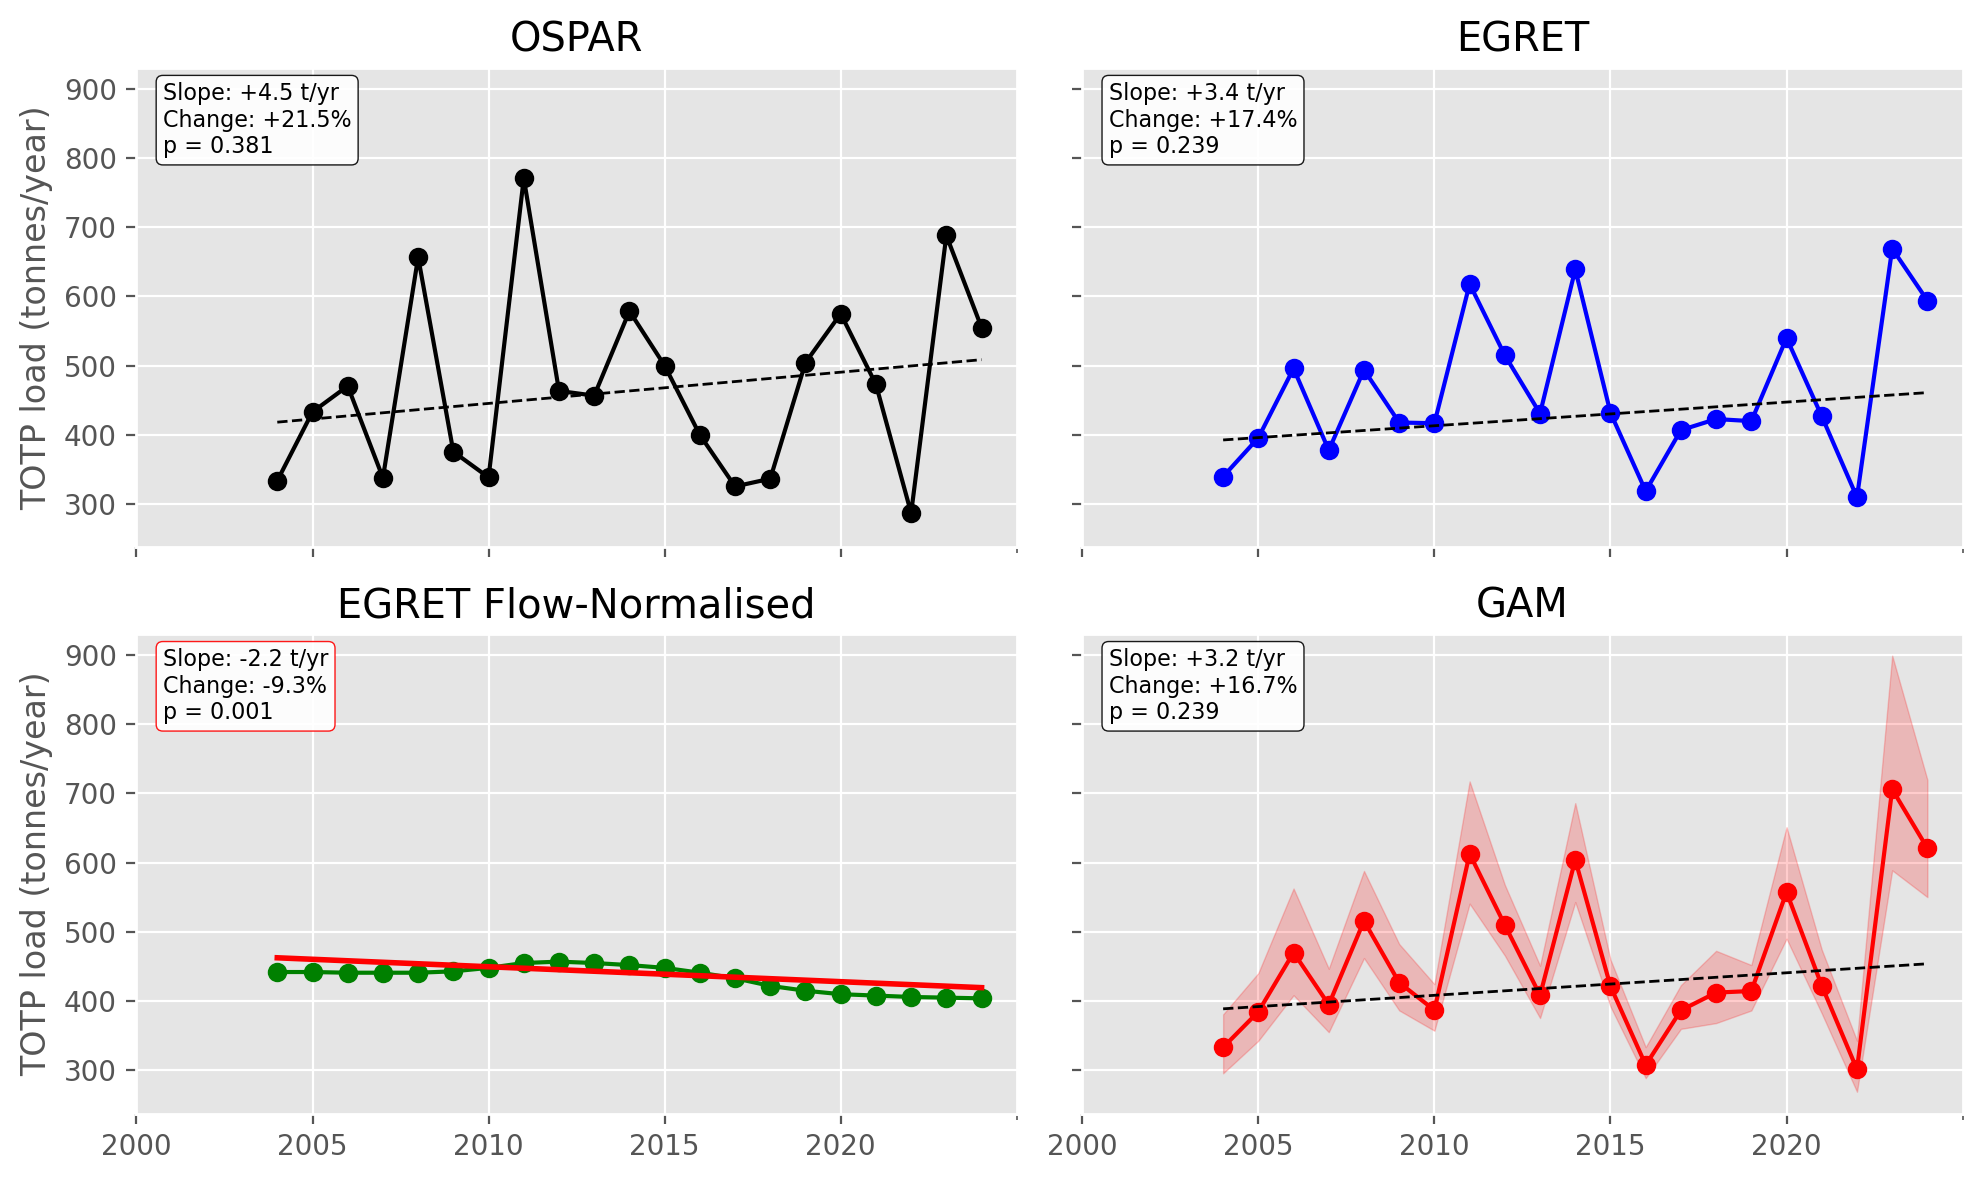 OSPAR
TOTP load (tonnes/year)
900
800
700
600
500
400
300
Slope: +4.5 t/yr
Change: +21.5%
p = 0.381
EGRET
Slope: +3.4 t/yr
Change: +17.4%
p = 0.239
EGRET Flow-Normalised
TOTP load (tonnes/year)
900
800
700
600
500
400
300
Slope: -2.2 t/yr
Change: -9.3%
p = 0.001
2000 2005 2010 2015 2020
GAM
Slope: +3.2 t/yr
Change: +16.7%
p = 0.239
2000 2005 2010 2015 2020